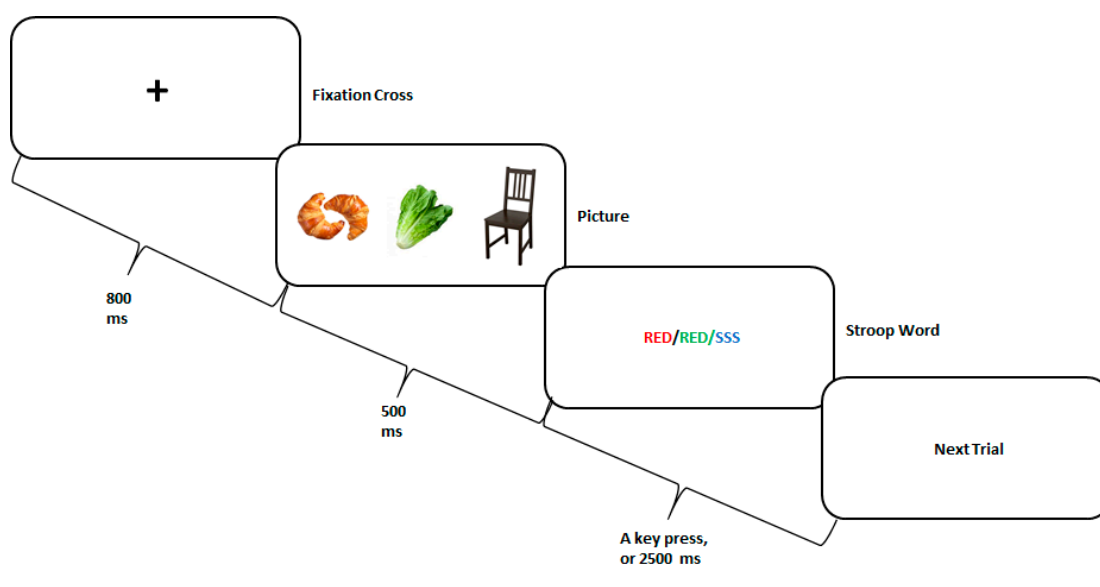 +
Fixation Cross
Picture
800
ms
RED/RED/SSS
Stroop Word
500
ms
Next Trial
A key press,
or 2500 ms